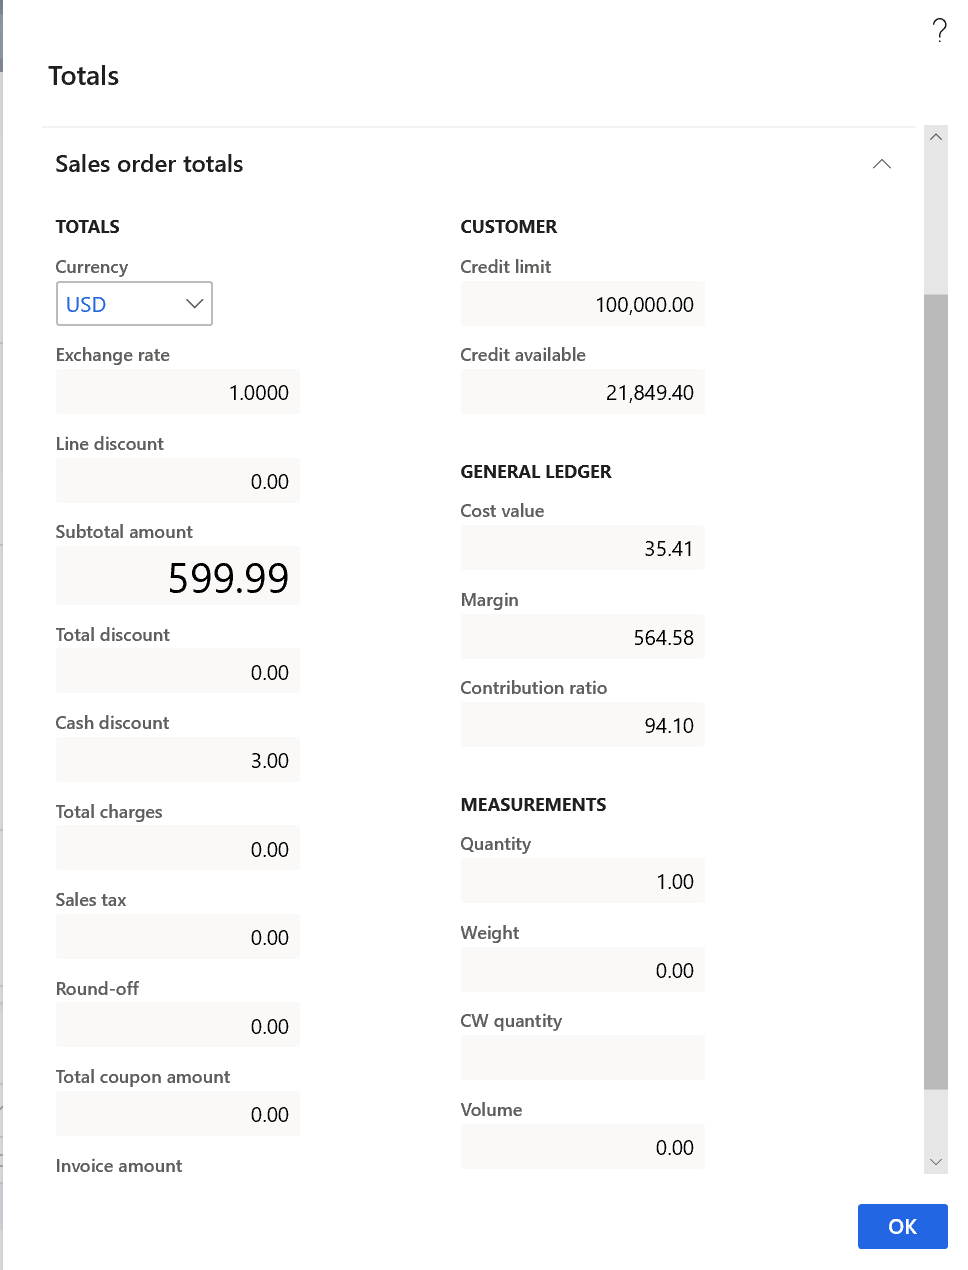 ?
Totals
Sales order totals
TOTALS
Currency
USD
Exchange rate
1.0000
Line discount
0.00
Subtotal amount
599.99
Total discount
0.00
Cash discount
3.00
Total charges
0.00
Sales tax
0.00
Round-off
0.00
Total coupon amount
0.00
Invoice amount
CUSTOMER
Credit limit
100,000.00
Credit available
21,849.40
GENERAL LEDGER
Cost value
35.41
Margin
564.58
Contribution ratio
94.10
MEASUREMENTS
Quantity
1.00
Weight
0.00
CW quantity
Volume
0.00
OK